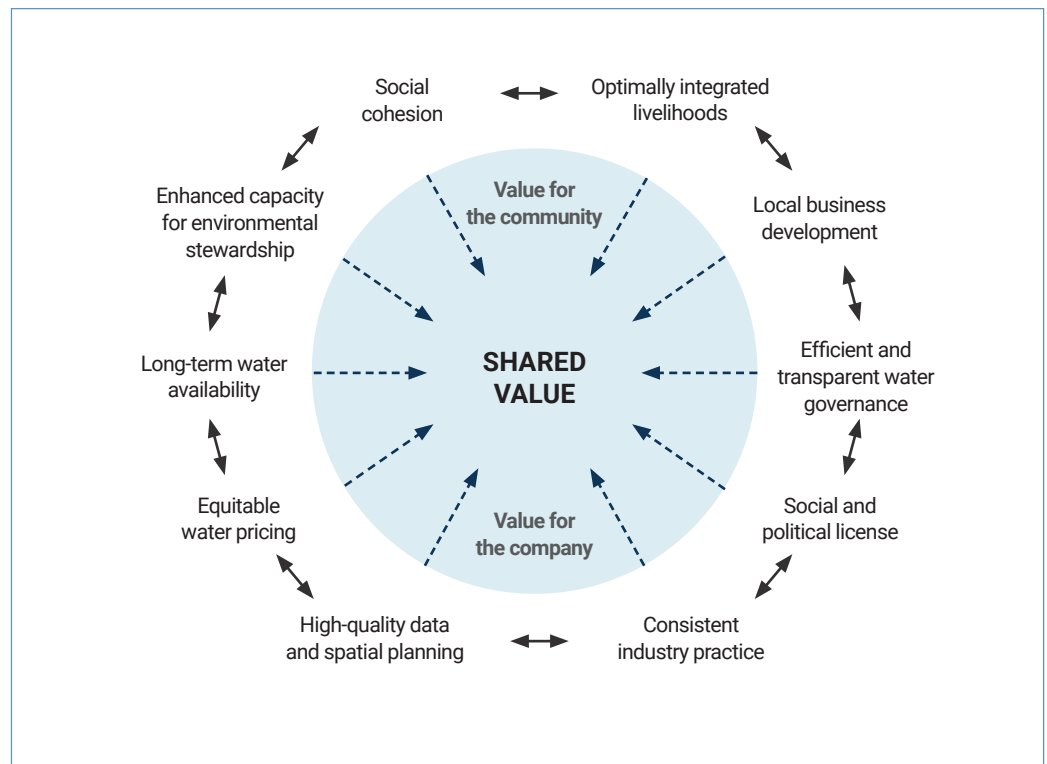 Social
cohesion
Optimally integrated
livelihoods
Enhanced capacity
for environmental
stewardship
Value for
the community
Local business
development
Long-term water
availability
SHARED
VALUE
Efficient and
transparent water
governance
Equitable
water pricing
Value for
the company
Social and
political license
High-quality data
and spatial planning
Consistent
industry practice